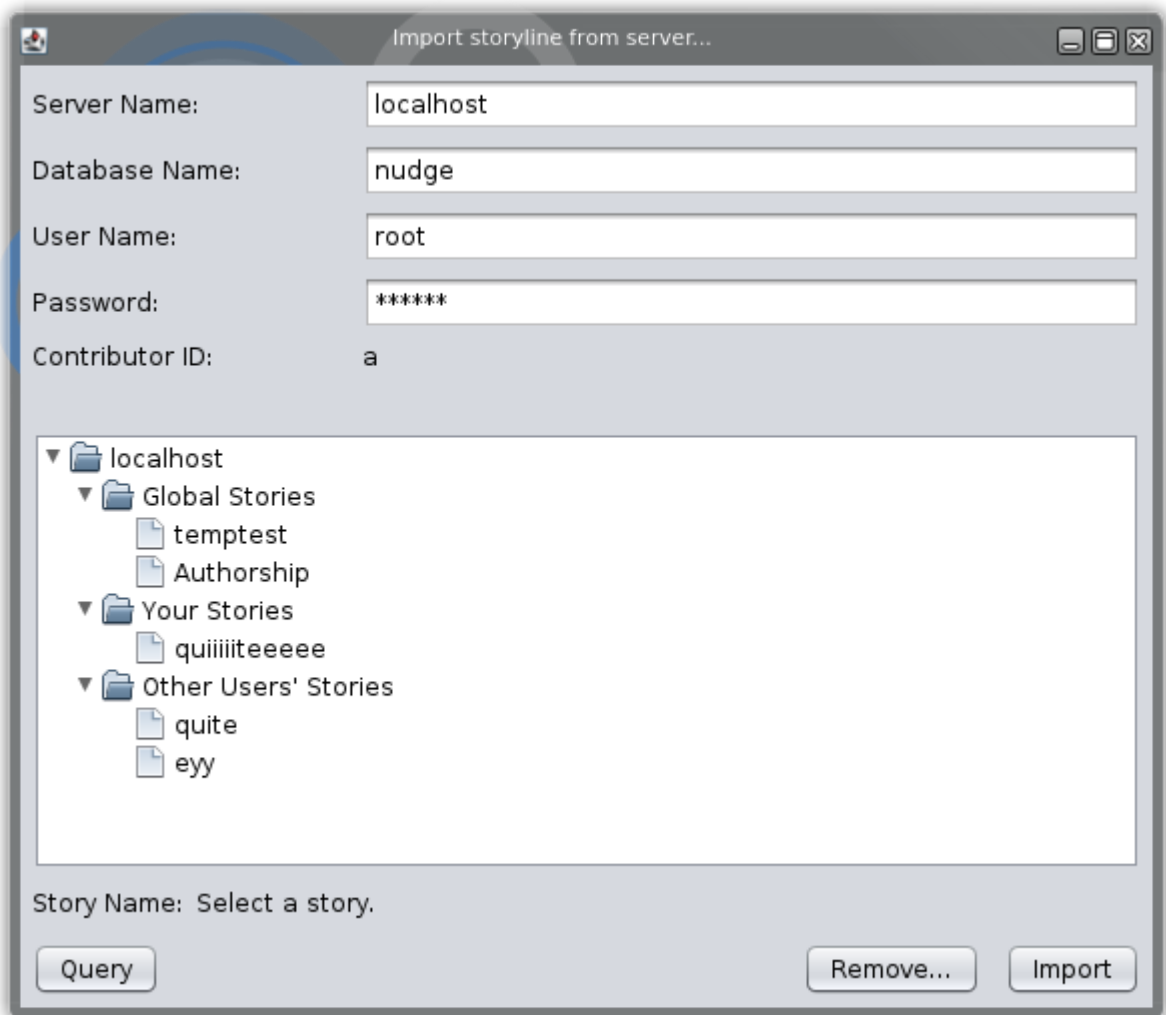 Import storyline from server...
Server Name: localhost
Database Name: nudge
User Name: root
Password: ******
Contributor ID: a
localhost
Global Stories
temptest
Authorship
Your Stories
quiiiiiteeeee
Other Users' Stories
quite
eyy
Story Name: Select a story.
Query Remove... Import